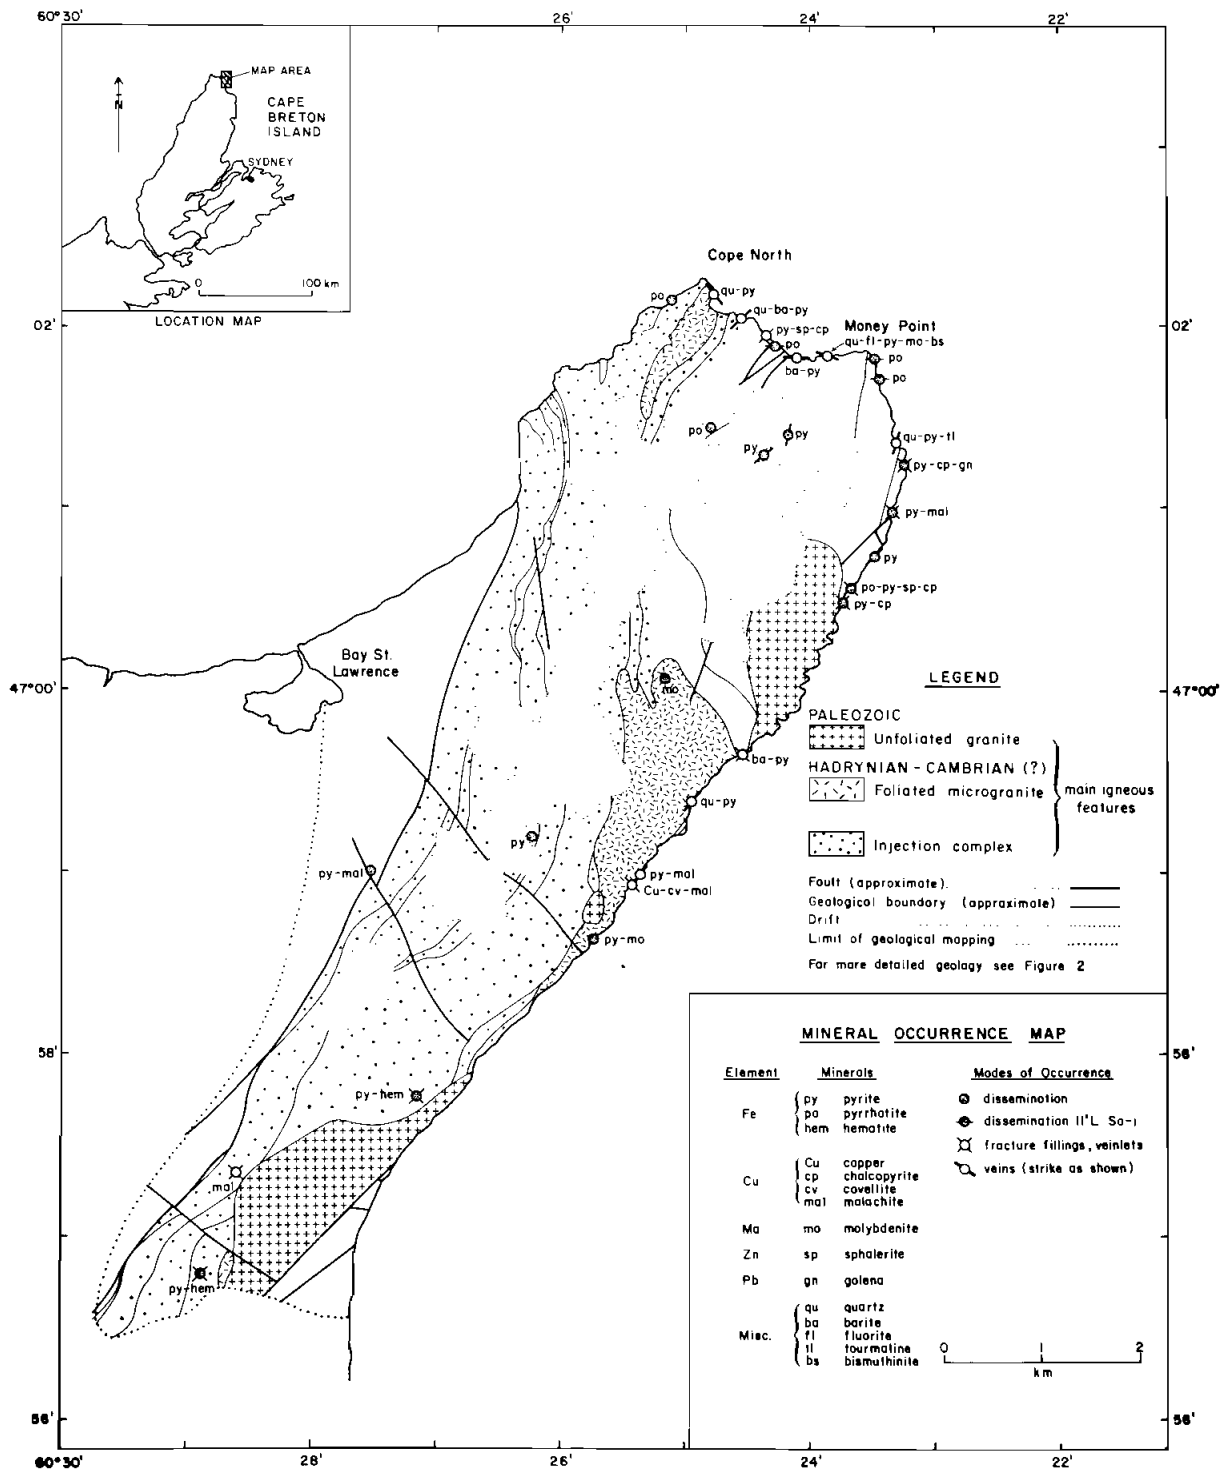 60°30'
26'
24'
22'
MAP AREA
N
CAPE
BRETON
ISLAND
SYDNEY
0 100 km
LOCATION MAP
Cape North
po
qu-py
qu-ba-py
02'
py-sp-cp
Money Point
02'
po
qu-fl-py-mo-bs
ba-py
po
po
po
py
py
qu-py-tl
py-cp-gn
py-mal
py
po-py-sp-cp
py-cp
Bay St.
Lawrence
47°00'
mo
47°00'
ba-py
qu-py
py
py-mal
py-mal
Cu-cv-mal
py-mo
LEGEND
PALEOZOIC
Unfoliated granite
HADRYNIAN-CAMBRIAN (?)
Foliated microgranite
main igneous
features
Injection complex
Fault (approximate).
Geological boundary (approximate)
Drift
Limit of geological mapping
For more detailed geology see Figure 2
58'
58'
py-hem
mal
py-hem
MINERAL OCCURRENCE MAP
Element Minerals Modes of Occurrence
Fe
py pyrite
po pyrrhotite
hem hematite
Cu
Cu copper
cp chalcopyrite
cv covellite
mal malachite
Mo mo molybdenite
Zn sp sphalerite
Pb gn galena
Misc.
qu quartz
ba barite
fl fluorite
tl tourmaline
bs bismuthinite
dissemination
dissemination II'L So-1
fracture fillings, veinlets
veins (strike as shown)
0 1 2
km
56'
56'
60°30'
28'
26'
24'
22'